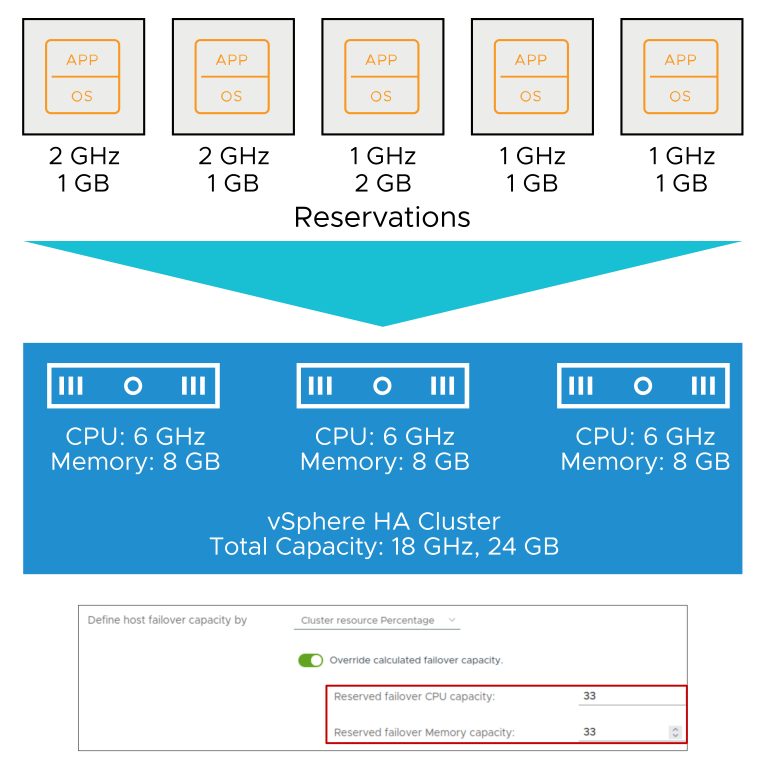 APP APP APP APP APP
OS OS OS OS OS
2 GHz 2 GHz 1 GHz 1 GHz 1 GHz
1 GB 1 GB 2 GB 1 GB 1 GB
Reservations
CPU: 6 GHz CPU: 6 GHz CPU: 6 GHz
Memory: 8 GB Memory: 8 GB Memory: 8 GB
vSphere HA Cluster
Total Capacity: 18 GHz, 24 GB
Define host failover capacity by Cluster resource Percentage
Override calculated failover capacity.
Reserved failover CPU capacity: 33
Reserved failover Memory capacity: 33